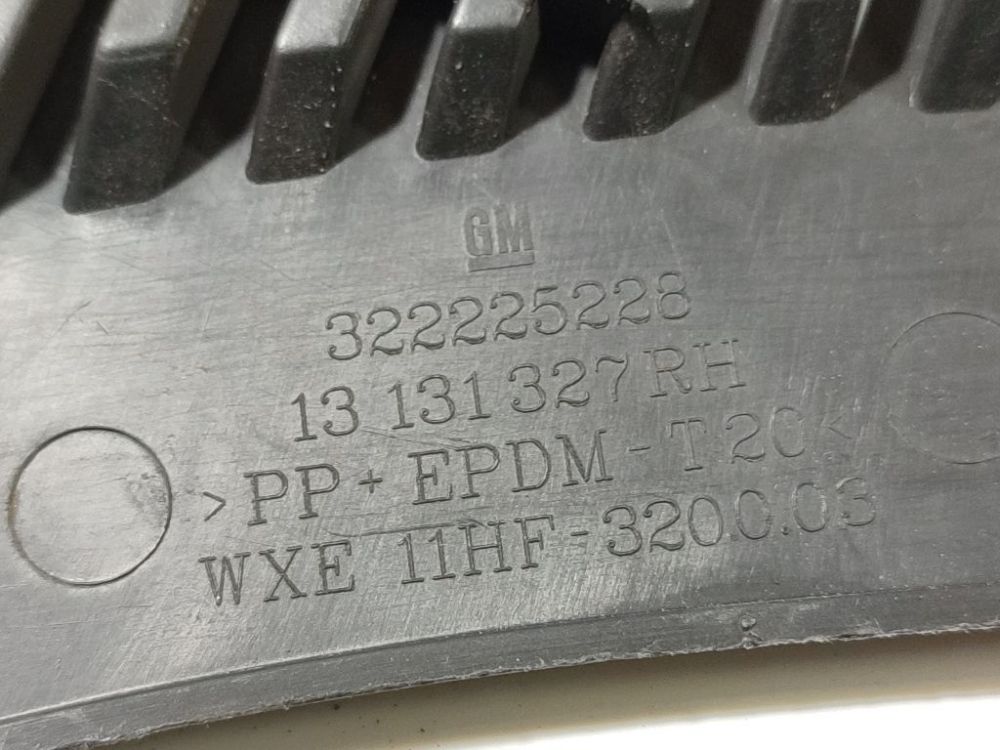 GM
322225228
13 131 327 RH
>PP+EPDM-T20<
WXE 11HF-3200.03